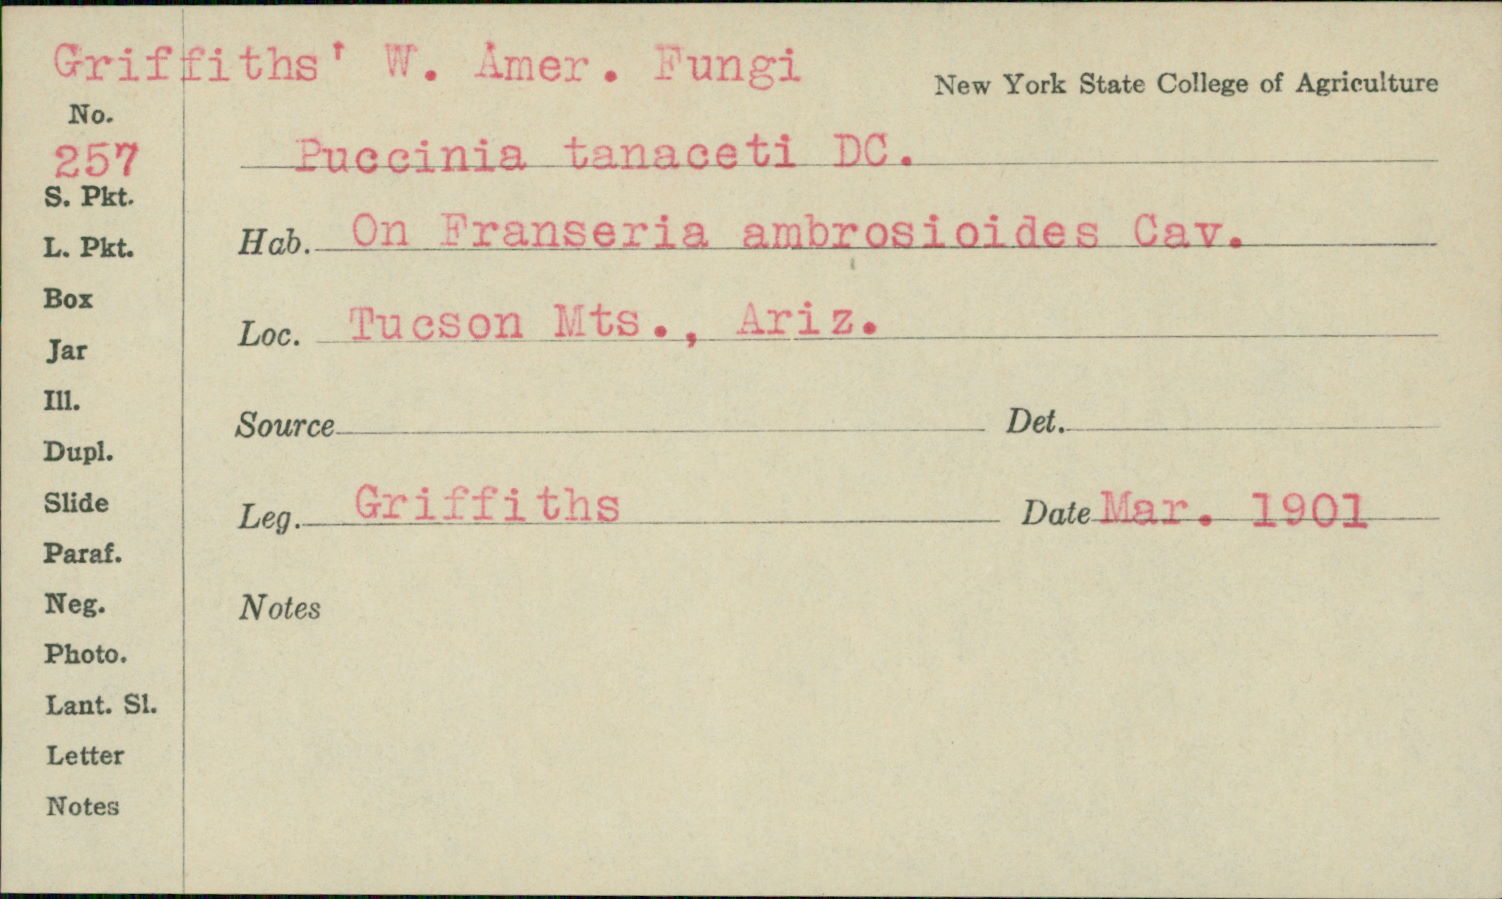 Griffiths' W. Amer. Fungi
New York State College of Agriculture
No.
257
Puccinia tanaceti DC.
S. Pkt.
Hab. On Franseria ambrosioides Cav.
L. Pkt.
Box
Loc. Tucson Mts., Ariz.
Jar
Ill.
Source Det.
Dupl.
Slide
Leg. Griffiths Date Mar. 1901
Paraf.
Neg.
Notes
Photo.
Lant. Sl.
Letter
Notes